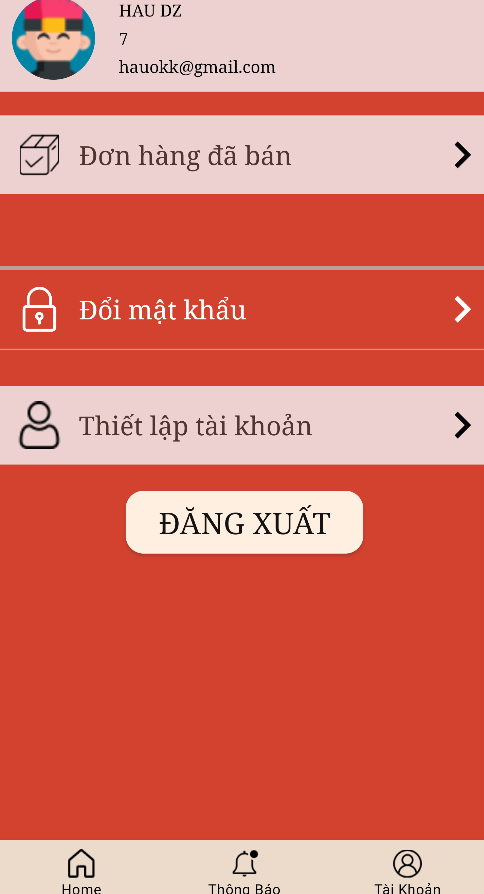 HAU DZ
7
hauokk@gmail.com
Đơn hàng đã bán
Đổi mật khẩu
Thiết lập tài khoản
ĐĂNG XUẤT
Home
Thông Báo
Tài Khoản